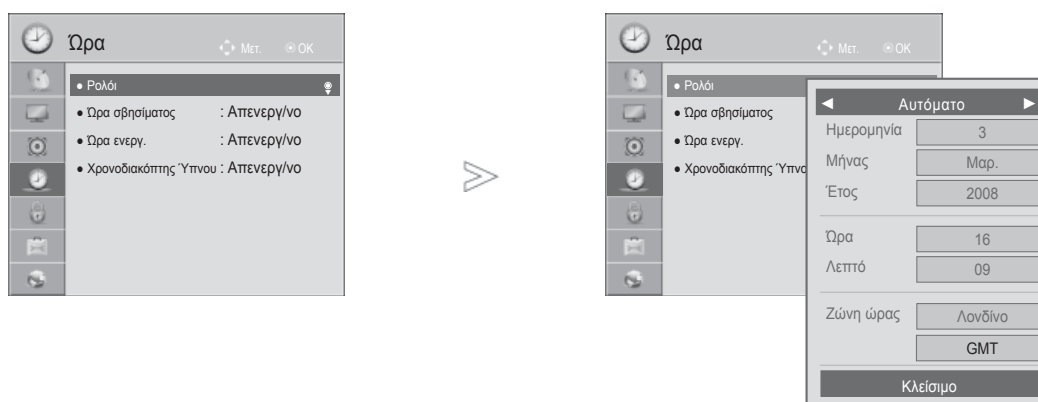 Ώρα
Μετ. OK
● Ρολόι
● Ώρα σβησίματος : Απενεργ/νο
● Ώρα ενεργ. : Απενεργ/νο
● Χρονοδιακόπτης Ύπνου : Απενεργ/νο
Ώρα
Μετ. OK
● Ρολόι
● Ώρα σβησίματος
● Ώρα ενεργ.
● Χρονοδιακόπτης Ύπνο
◄ Αυτόματο ►
Ημερομηνία 3
Μήνας Μαρ.
Έτος 2008
Ώρα 16
Λεπτό 09
Ζώνη ώρας Λονδίνο
GMT
Κλείσιμο